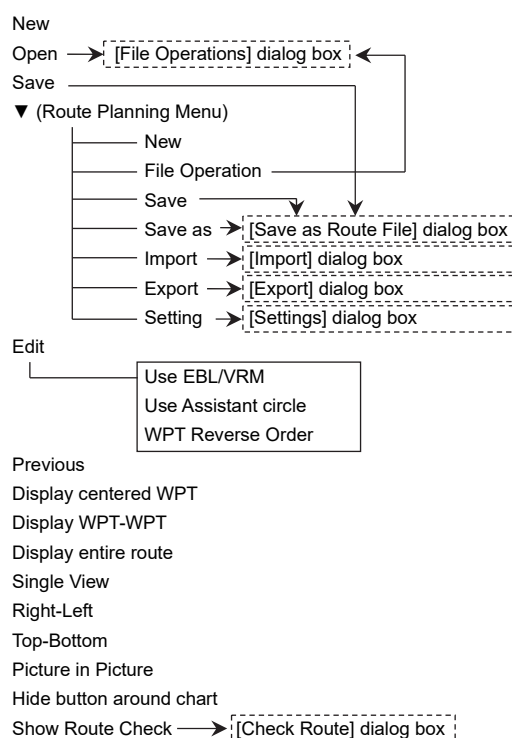 New
Open [File Operations] dialog box
Save
▼ (Route Planning Menu)
New
File Operation
Save
Save as [Save as Route File] dialog box
Import [Import] dialog box
Export [Export] dialog box
Setting [Settings] dialog box
Edit
Use EBL/VRM
Use Assistant circle
WPT Reverse Order
Previous
Display centered WPT
Display WPT-WPT
Display entire route
Single View
Right-Left
Top-Bottom
Picture in Picture
Hide button around chart
Show Route Check [Check Route] dialog box